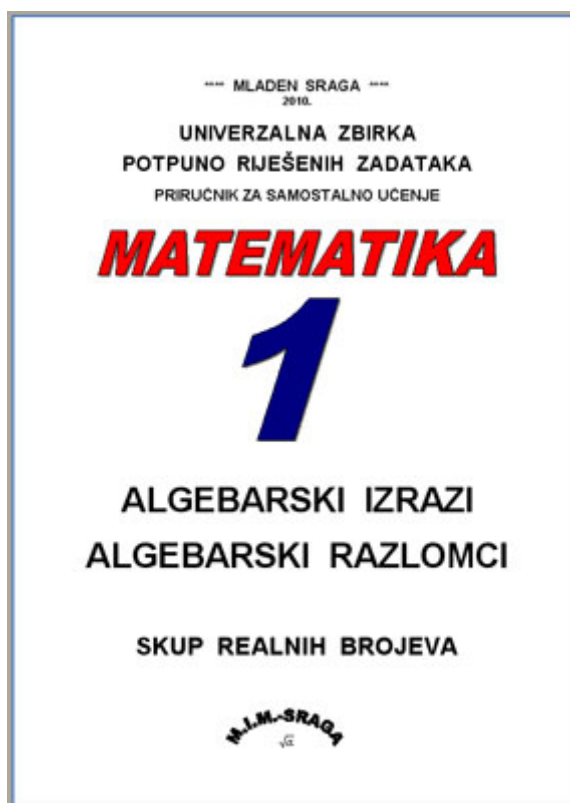 ---- MLADEN SRAGA ----
2010.
UNIVERZALNA ZBIRKA
POTPUNO RIJEŠENIH ZADATAKA
PRIRUČNIK ZA SAMOSTALNO UČENJE
MATEMATIKA
1
ALGEBARSKI IZRAZI
ALGEBARSKI RAZLOMCI
SKUP REALNIH BROJEVA
M.I.M.-SRAGA